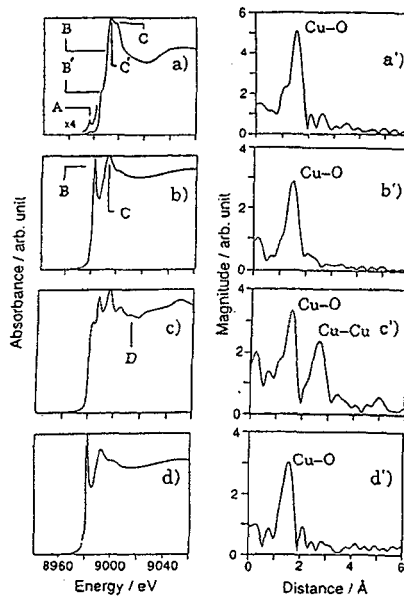 B
B'
A
x4
C
C'
a)
B
C
b)
D
c)
d)
Absorbance / arb. unit
8960 9000 9040
Energy / eV
6
4
2
0
Cu-O
a')
4
2
0
Cu-O
b')
4
2
0
Cu-O
Cu-Cu
c')
4
2
0
Cu-O
d')
Magnitude / arb. unit
0 2 4 6
Distance / Å